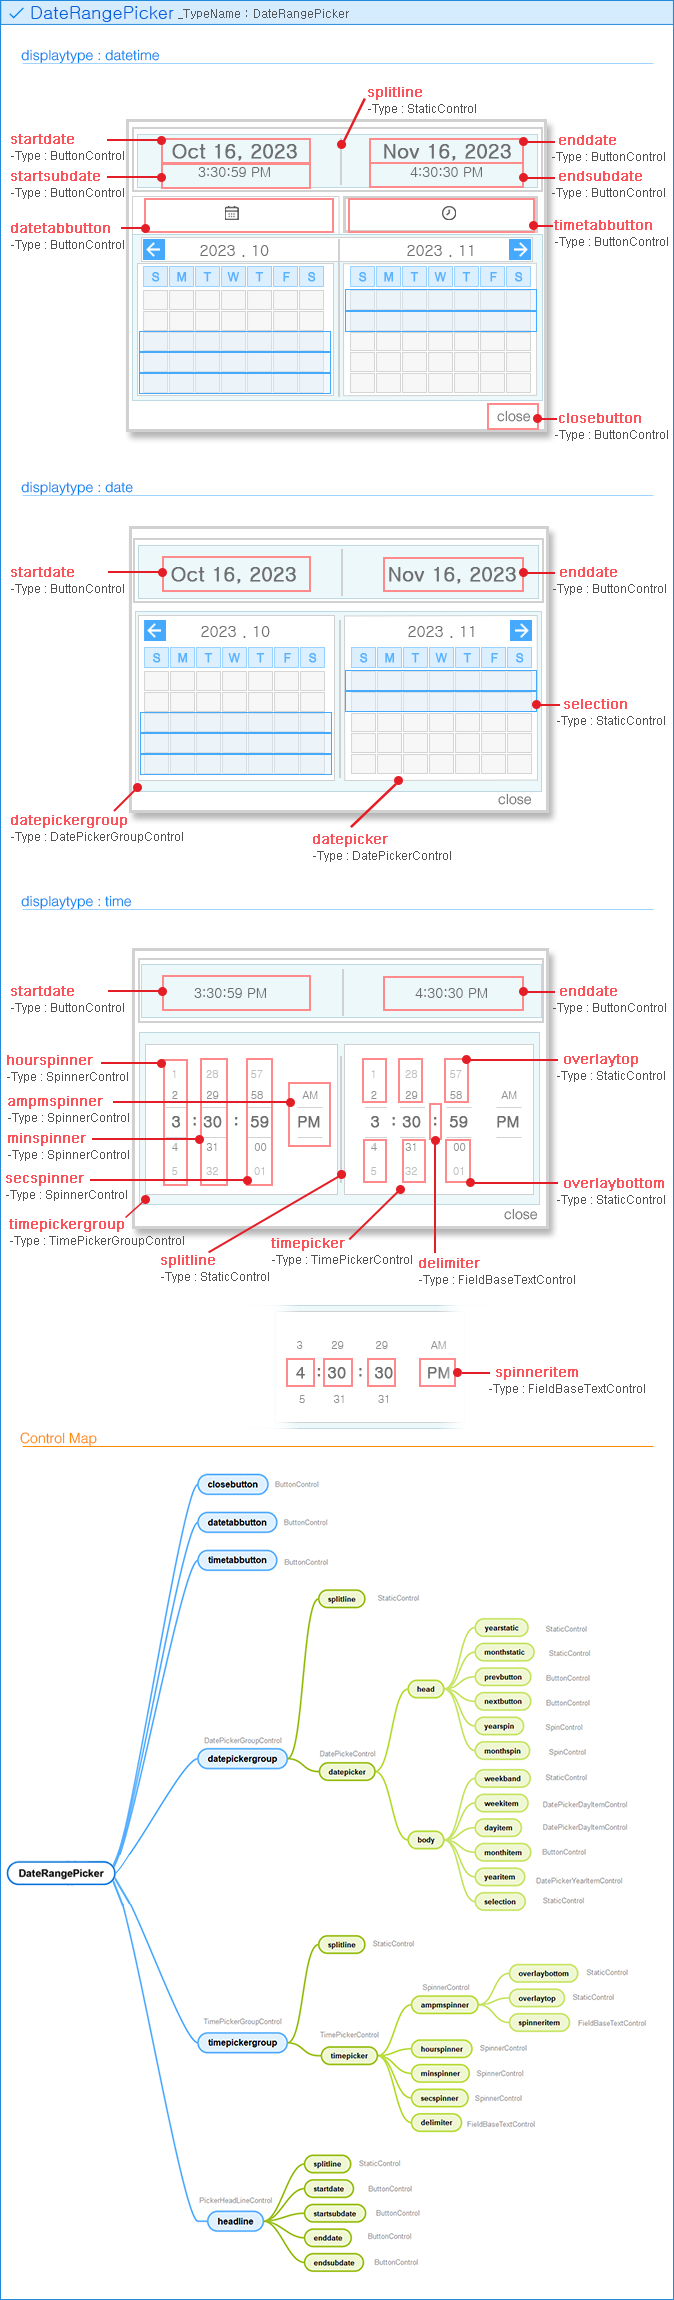 DateRangePicker _TypeName : DateRangePicker
displaytype : datetime
splitline
-Type : StaticControl
startdate
-Type : ButtonControl
Oct 16, 2023
Nov 16, 2023
enddate
-Type : ButtonControl
startsubdate
-Type : ButtonControl
3:30:59 PM
4:30:30 PM
endsubdate
-Type : ButtonControl
datetabbutton
-Type : ButtonControl
timetabbutton
-Type : ButtonControl
2023 . 10
2023 . 11
S M T W T F S
S M T W T F S
close
closebutton
-Type : ButtonControl
displaytype : date
startdate
-Type : ButtonControl
Oct 16, 2023
Nov 16, 2023
enddate
-Type : ButtonControl
2023 . 10
2023 . 11
S M T W T F S
S M T W T F S
selection
-Type : StaticControl
close
datepickergroup
-Type : DatePickerGroupControl
datepicker
-Type : DatePickerControl
displaytype : time
startdate
-Type : ButtonControl
3:30:59 PM
4:30:30 PM
enddate
-Type : ButtonControl
hourspinner
-Type : SpinnerControl
ampmspinner
-Type : SpinnerControl
minspinner
-Type : SpinnerControl
secspinner
-Type : SpinnerControl
timepickergroup
-Type : TimePickerGroupControl
1 28 57
2 29 58 AM
3 : 30 : 59 PM
4 31 00
5 32 01
1 28 57
2 29 58 AM
3 : 30 : 59 PM
4 31 00
5 32 01
overlaytop
-Type : StaticControl
overlaybottom
-Type : StaticControl
close
splitline
-Type : StaticControl
timepicker
-Type : TimePickerControl
delimiter
-Type : FieldBaseTextControl
3 29 29 AM
4 : 30 : 30 PM
5 31 31
spinneritem
-Type : FieldBaseTextControl
Control Map
closebutton ButtonControl
datetabbutton ButtonControl
timetabbutton ButtonControl
splitline StaticControl
yearstatic StaticControl
monthstatic StaticControl
head
prevbutton ButtonControl
nextbutton ButtonControl
yearspin SpinControl
monthspin SpinControl
DatePickerGroupControl
datepickergroup
DatePickeControl
datepicker
weekband StaticControl
weekitem DatePickerDayItemControl
dayitem DatePickerDayItemControl
body
monthitem ButtonControl
yearitem DatePickerYearItemControl
selection StaticControl
DateRangePicker
splitline StaticControl
overlaybottom StaticControl
SpinnerControl
ampmspinner
overlaytop StaticControl
spinneritem FieldBaseTextControl
TimePickerGroupControl
timepickergroup
TimePickerControl
timepicker
hourspinner SpinnerControl
minspinner SpinnerControl
secspinner SpinnerControl
delimiter FieldBaseTextControl
splitline StaticControl
startdate ButtonControl
PickerHeadLineControl
headline
startsubdate ButtonControl
enddate ButtonControl
endsubdate ButtonControl